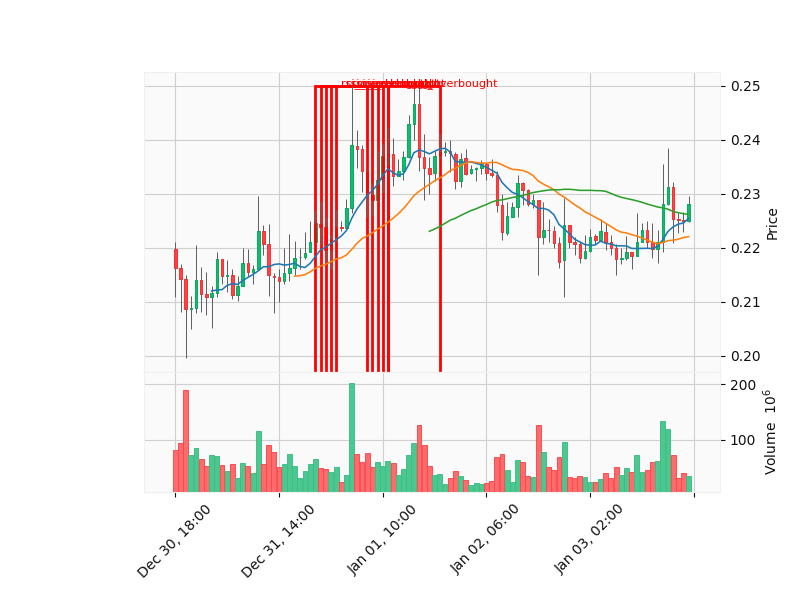 overbought
0.25
0.24
0.23
0.22
0.21
0.20
Price
200
100
Volume 10^6
Dec 30, 18:00
Dec 31, 14:00
Jan 01, 10:00
Jan 02, 06:00
Jan 03, 02:00